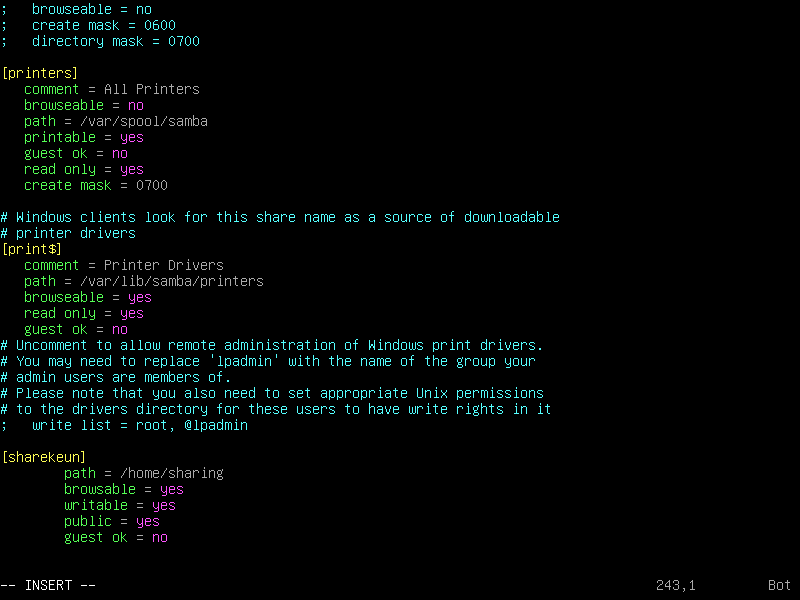 ;   browseable = no
;   create mask = 0600
;   directory mask = 0700

[printers]
   comment = All Printers
   browseable = no
   path = /var/spool/samba
   printable = yes
   guest ok = no
   read only = yes
   create mask = 0700

# Windows clients look for this share name as a source of downloadable
# printer drivers
[print$]
   comment = Printer Drivers
   path = /var/lib/samba/printers
   browseable = yes
   read only = yes
   guest ok = no
# Uncomment to allow remote administration of Windows print drivers.
# You may need to replace 'lpadmin' with the name of the group your
# admin users are members of.
# Please note that you also need to set appropriate Unix permissions
# to the drivers directory for these users to have write rights in it
;   write list = root, @lpadmin

[sharekeun]
        path = /home/sharing
        browsable = yes
        writable = yes
        public = yes
        guest ok = no

-- INSERT --                                                                      243,1         Bot